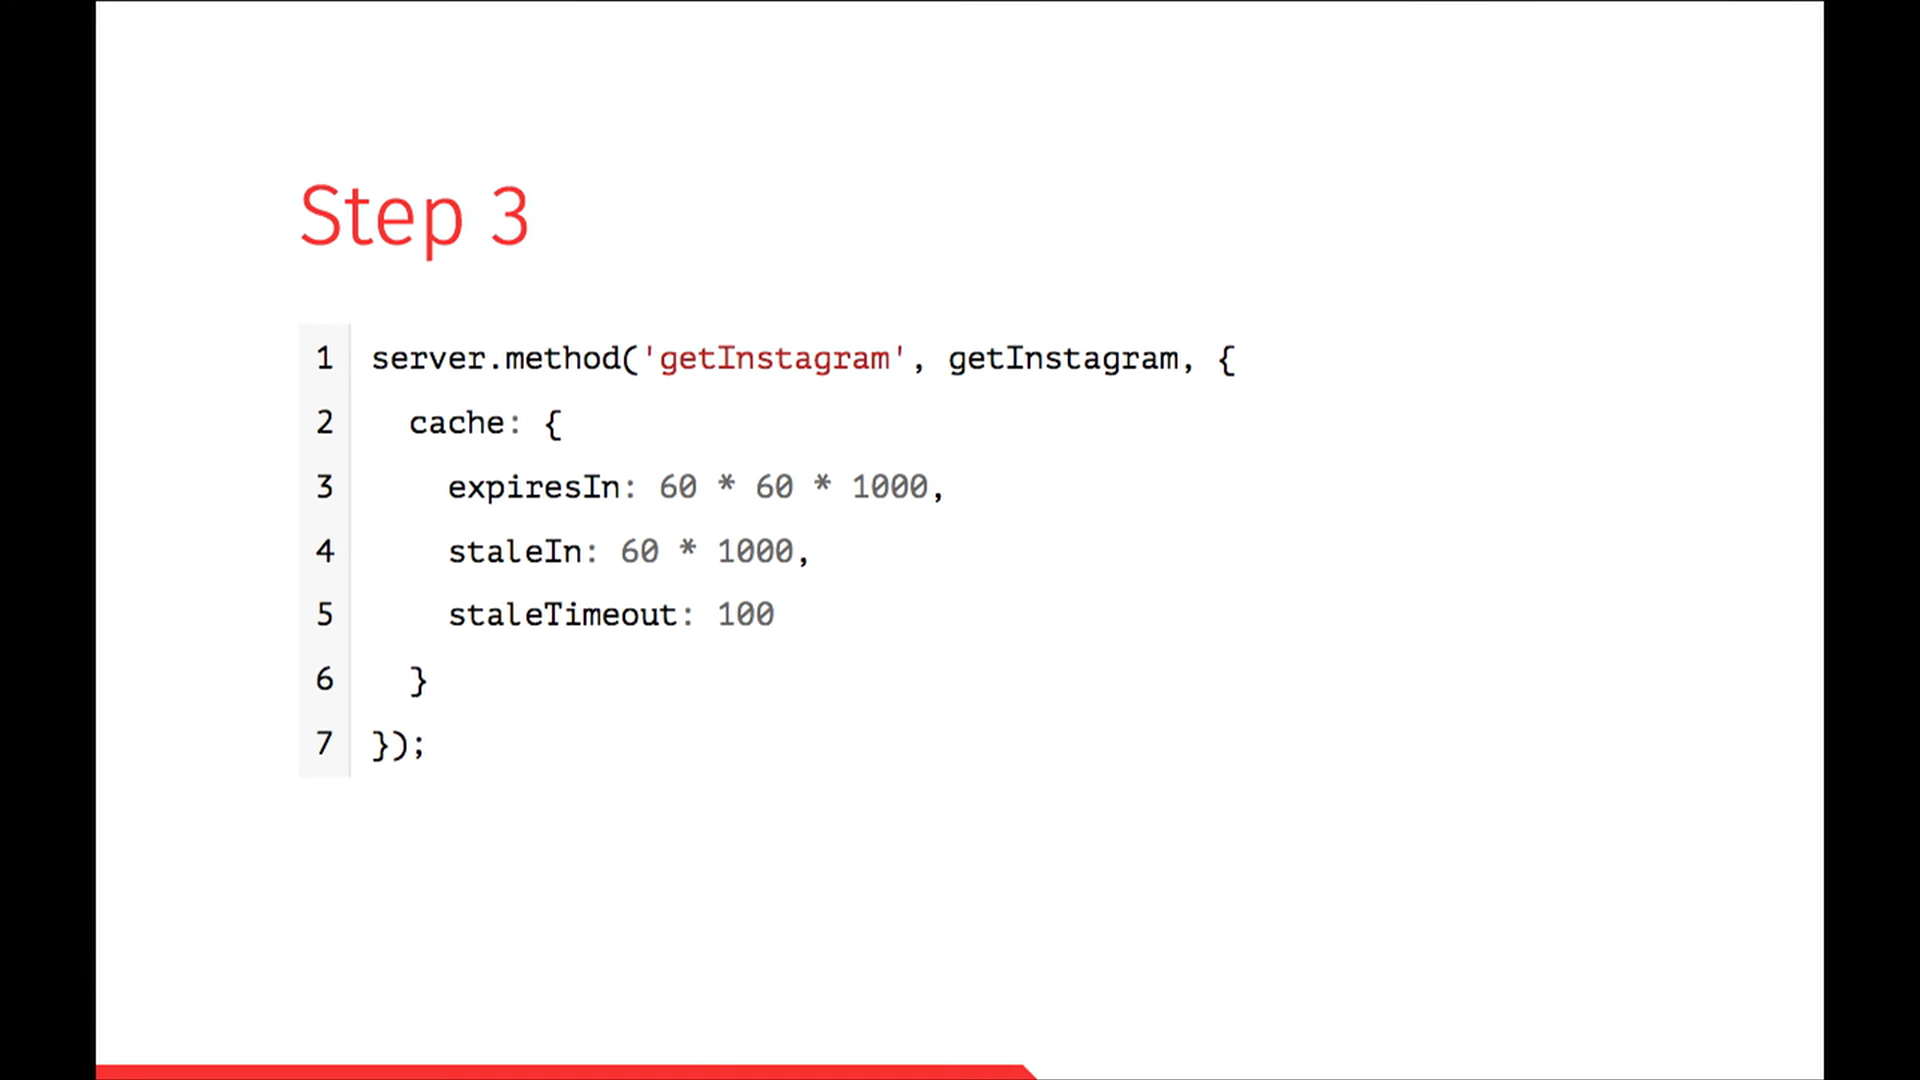 Step 3
1 server.method('getInstagram', getInstagram, {
2   cache: {
3     expiresIn: 60 * 60 * 1000,
4     staleIn: 60 * 1000,
5     staleTimeout: 100
6   }
7 });